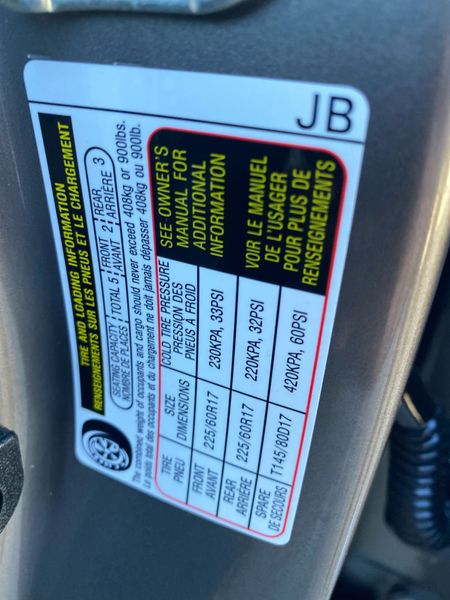 TIRE AND LOADING INFORMATION
RENSEIGNEMENTS SUR LES PNEUS ET LE CHARGEMENT
SEATING CAPACITY TOTAL 5 FRONT 2 REAR 3
NOMBRE DE PLACES AVANT ARRIÈRE
The combined weight of occupants and cargo should never exceed 408kg or 900lbs.
Le poids total des occupants et du chargement ne doit jamais dépasser 408kg ou 900lb.
TIRE SIZE COLD TIRE PRESSURE
PNEU DIMENSIONS PRESSION DES
PNEUS À FROID
FRONT 225/60R17 230KPA, 33PSI
AVANT
REAR 225/60R17 220KPA, 32PSI
ARRIÈRE
SPARE T145/80D17 420KPA, 60PSI
DE SECOURS
SEE OWNER'S
MANUAL FOR
ADDITIONAL
INFORMATION
VOIR LE MANUEL
DE L'USAGER
POUR PLUS DE
RENSEIGNEMENTS
JB